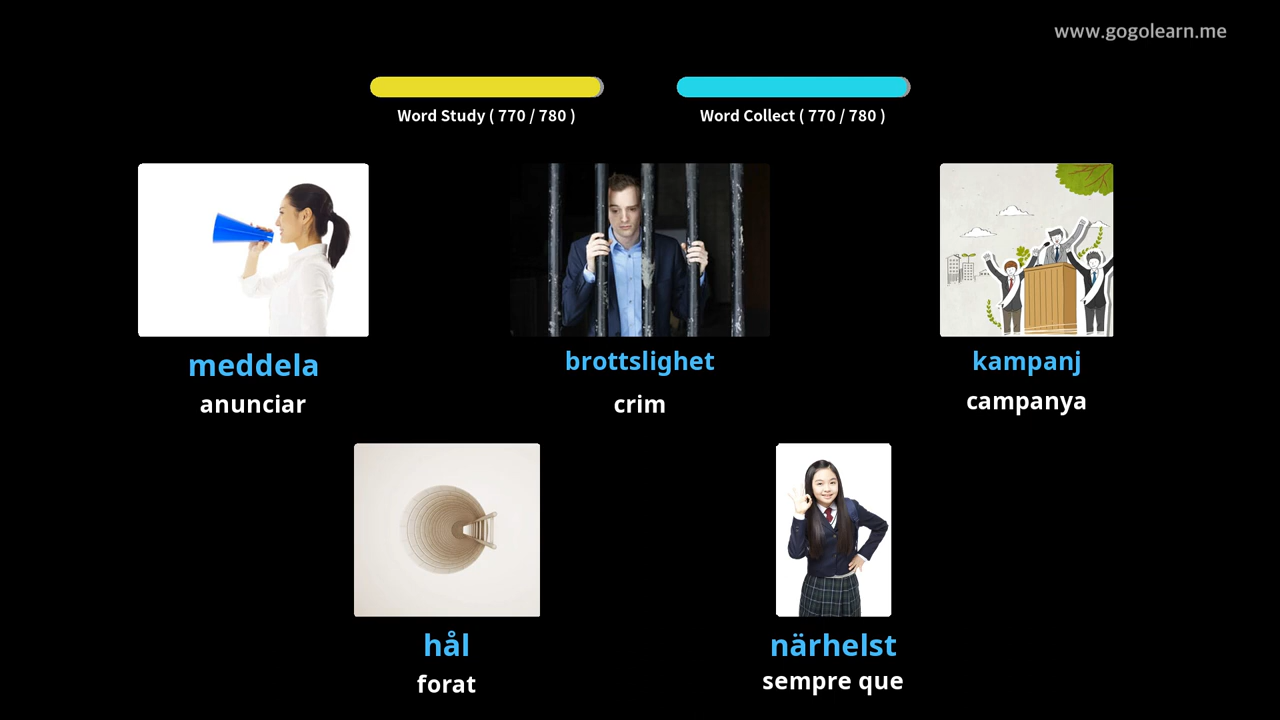 www.gogolearn.me
Word Study ( 770 / 780 )
Word Collect ( 770 / 780 )
meddela
anunciar
brottslighet
crim
kampanj
campanya
hål
forat
närhelst
sempre que